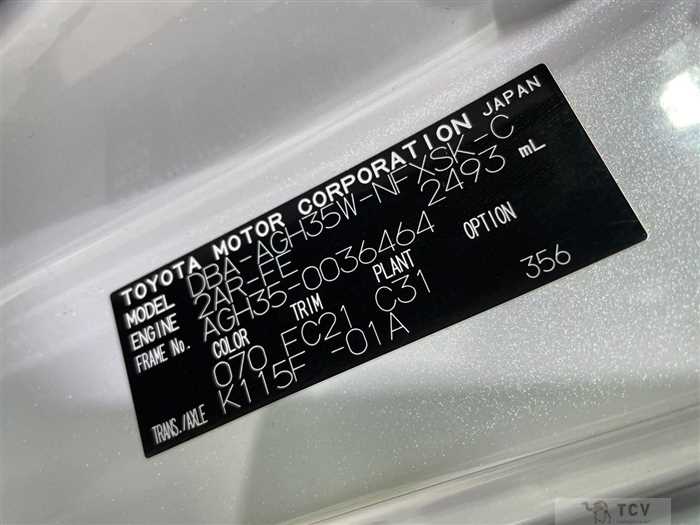 TOYOTA MOTOR CORPORATION JAPAN
MODEL DBA-AGH35W-NFXSK-C
ENGINE 2AR-FE 2493 mL
FRAME No. AGH35-0036464
COLOR TRIM PLANT OPTION
070 FC21 C31 356
TRANS./AXLE K115F -01A
TCV